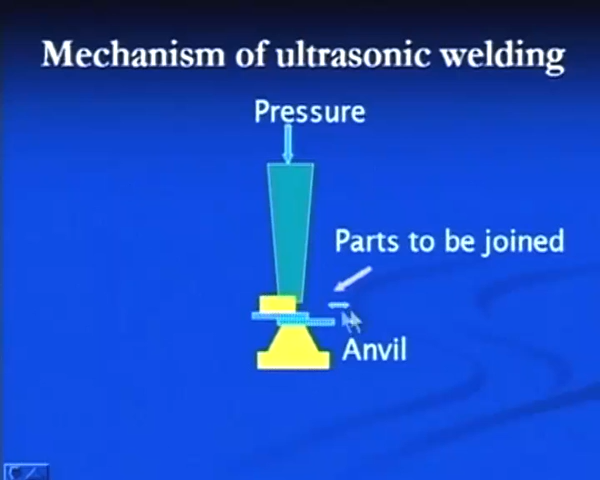 Mechanism of ultrasonic welding
Pressure
Parts to be joined
Anvil